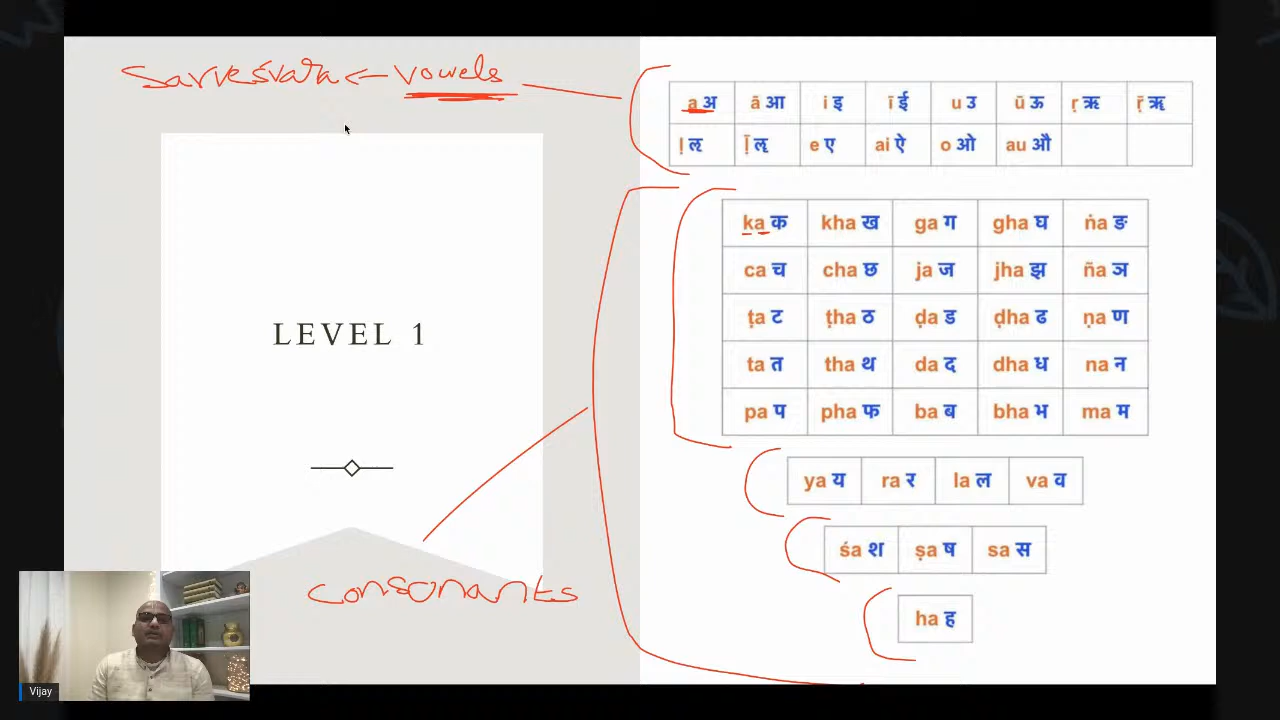 Sarveśvara ← vowels
a अ ā आ i इ ī ई u उ ū ऊ ṛ ऋ ṝ ॠ
ḷ ऌ ḹ ॡ e ए ai ऐ o ओ au औ
ka क kha ख ga ग gha घ ṅa ङ
ca च cha छ ja ज jha झ ña ञ
ṭa ट ṭha ठ ḍa ड ḍha ढ ṇa ण
ta त tha थ da द dha ध na न
pa प pha फ ba ब bha भ ma म
ya य ra र la ल va व
śa श ṣa ष sa स
ha ह
LEVEL 1
consonants
Vijay